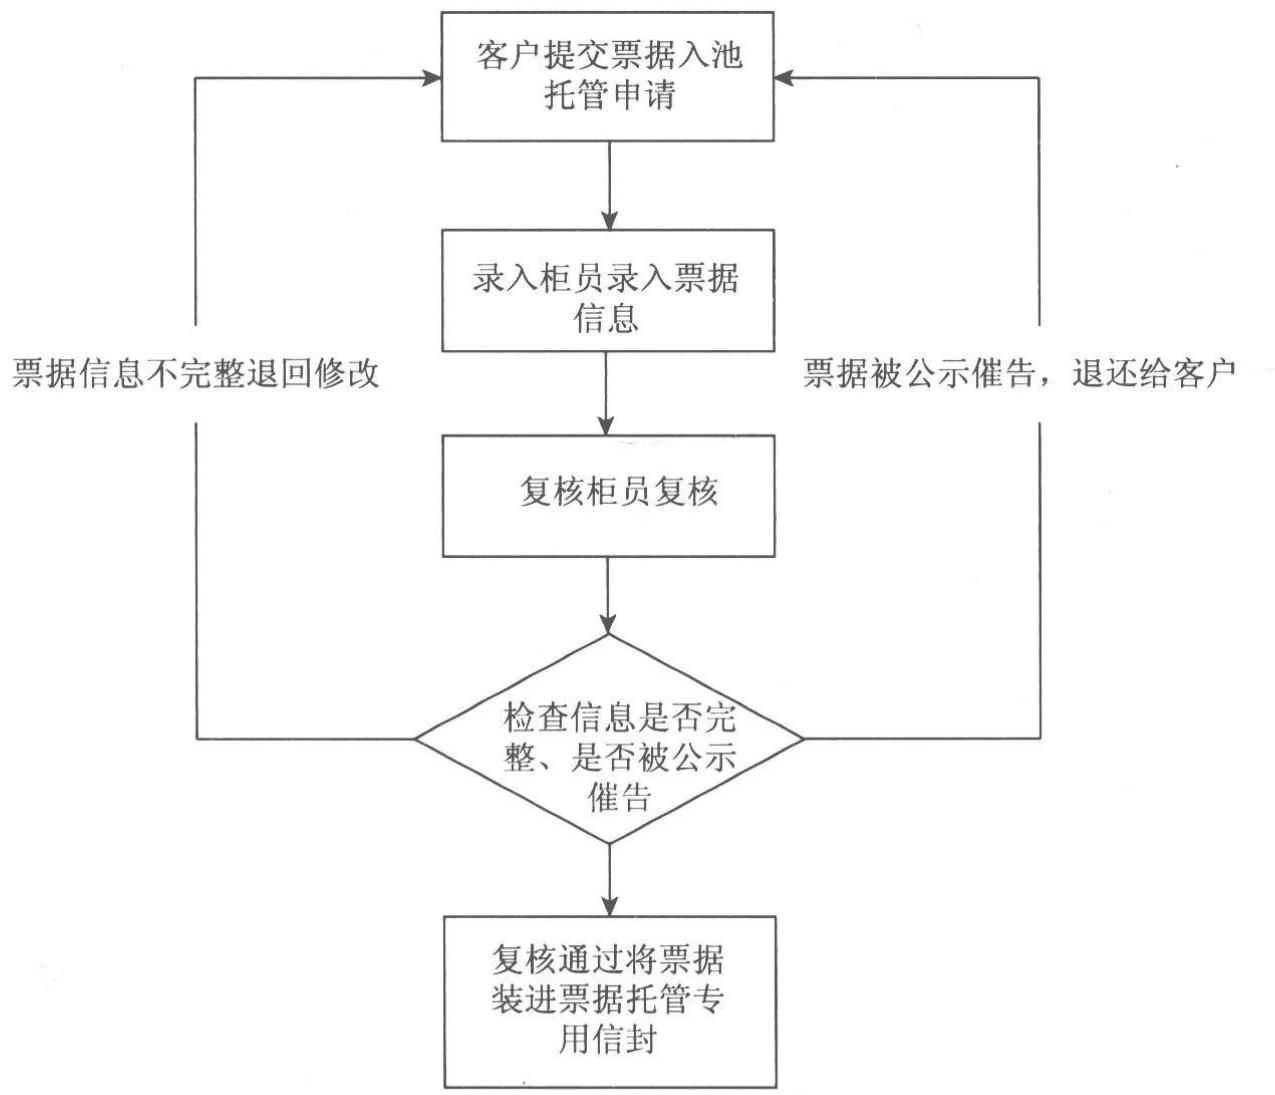 客户提交票据入池
托管申请
录入柜员录入票据
信息
票据信息不完整退回修改
票据被公示催告，退还给客户
复核柜员复核
检查信息是否完
整、是否被公示
催告
复核通过将票据
装进票据托管专
用信封